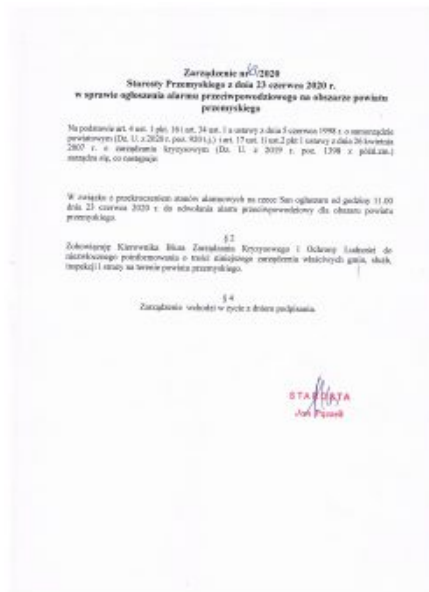 Zarządzenie nr /2020
Starosty Przemyskiego z dnia 23 czerwca 2020 r.
w sprawie ogłoszenia alarmu przeciwpowodziowego na obszarze powiatu
przemyskiego
Na podstawie art. 4 ust. 1 pkt. 16 i art. 34 ust. 1 a ustawy z dnia 5 czerwca 1998 r. o samorządzie
powiatowym (Dz. U. z 2020 r. poz. 920 t.j.) i art. 17 ust. 1i ust.2 pkt 1 ustawy z dnia 26 kwietnia
2007 r. o zarządzaniu kryzysowym (Dz. U. z 2019 r. poz. 1398 z późń.zm.)
zarządza się, co następuje:
W związku z przekroczeniem stanów alarmowych na rzece San ogłaszam od godziny 11.00
dnia 23 czerwca 2020 r. do odwołania alarm przeciwpowodziowy dla obszaru powiatu
przemyskiego.
§ 2
Zobowiązuję Kierownika Biura Zarządzania Kryzysowego i Ochrony Ludności do
niezwłocznego poinformowania o treści niniejszego zarządzenia właściwych gmin, służb,
inspekcji i straży na terenie powiatu przemyskiego.
§ 4
Zarządzenie wchodzi w życie z dniem podpisania.
STAROSTA
Jan Pączek